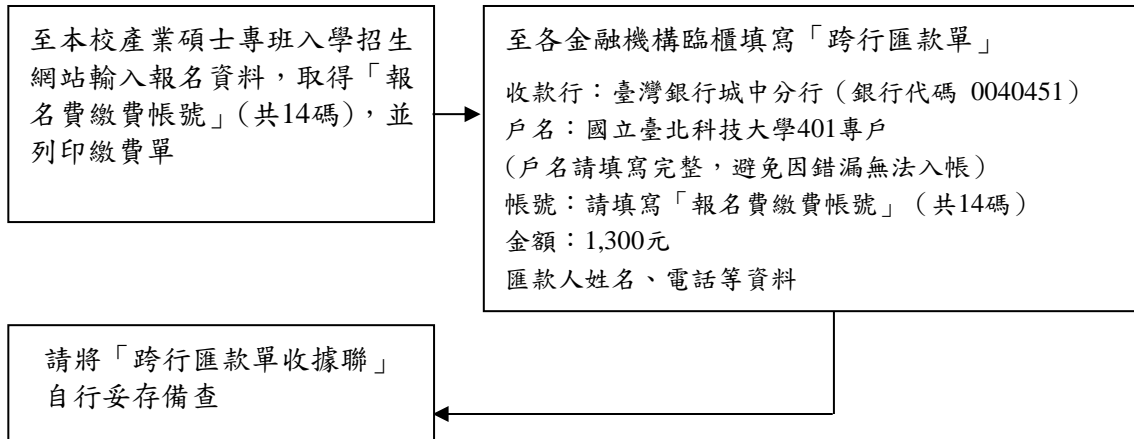 至本校產業碩士專班入學招生
網站輸入報名資料，取得「報
名費繳費帳號」（共14碼），並
列印繳費單
至各金融機構臨櫃填寫「跨行匯款單」
收款行：臺灣銀行城中分行（銀行代碼 0040451）
戶名：國立臺北科技大學401專戶
(戶名請填寫完整，避免因錯漏無法入帳)
帳號：請填寫「報名費繳費帳號」（共14碼）
金額：1,300元
匯款人姓名、電話等資料
請將「跨行匯款單收據聯」
自行妥存備查